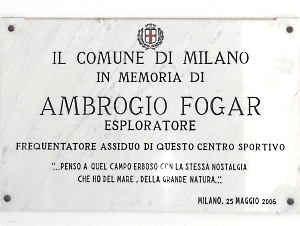 IL COMUNE DI MILANO
IN MEMORIA DI
AMBROGIO FOGAR
ESPLORATORE
FREQUENTATORE ASSIDUO DI QUESTO CENTRO SPORTIVO
"...PENSO A QUEL CAMPO ERBOSO CON LA STESSA NOSTALGIA
CHE HO DEL MARE, DELLA GRANDE NATURA..."
MILANO, 25 MAGGIO 2006